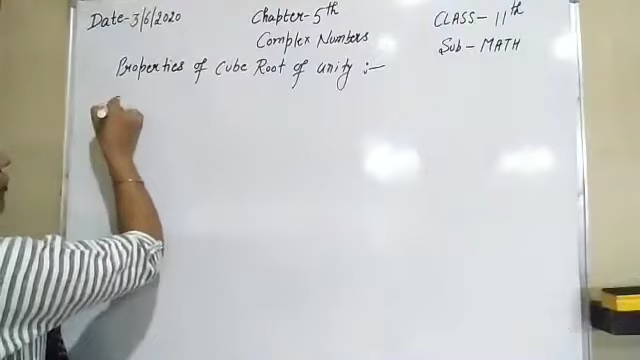 Date-3/6/2020 Chapter-5th CLASS-11th
Complex Numbers Sub-MATH
Properties of Cube Root of unity :-